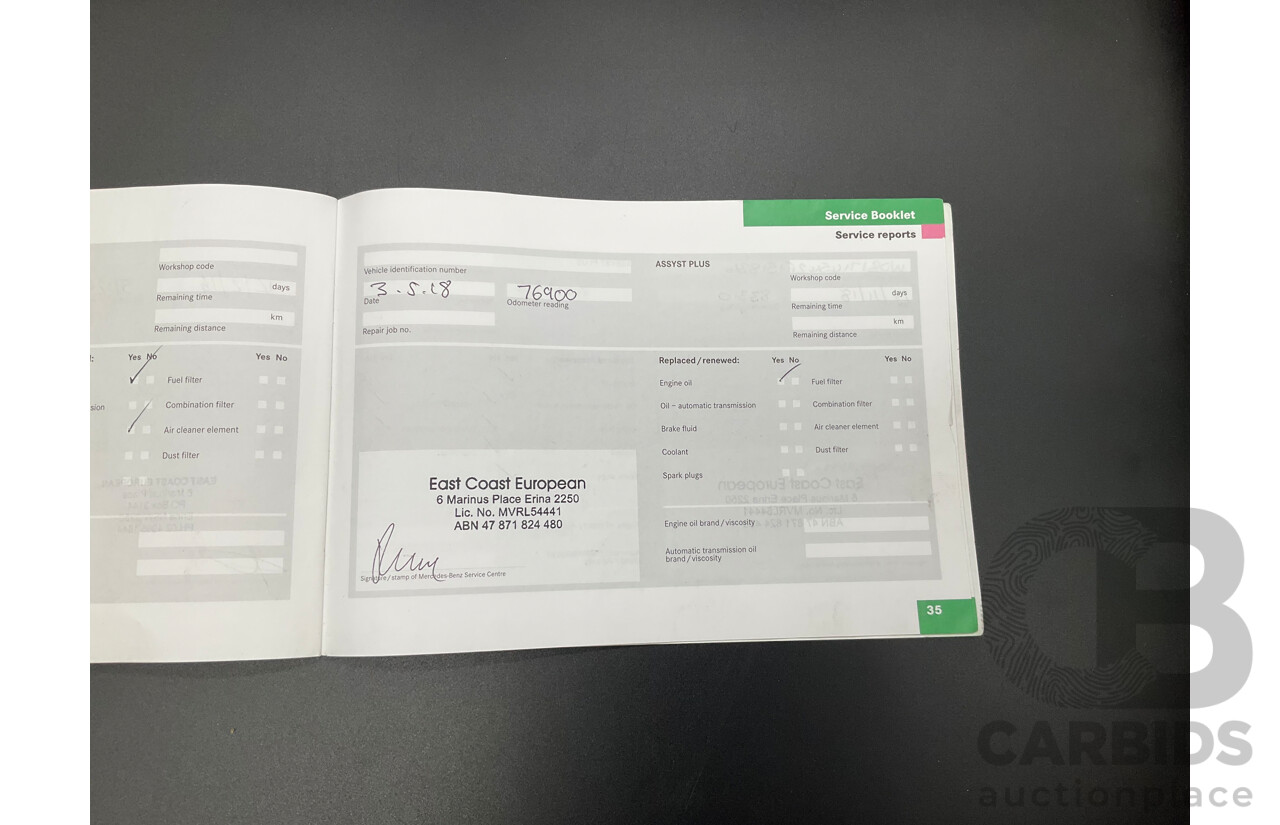 Workshop code
days
Remaining time
km
Remaining distance
Yes No
Yes No
Fuel filter
sion
Combination filter
Air cleaner element
Dust filter
Service Booklet
Service reports
Vehicle identification number
3.5.18
Date
76900
Odometer reading
Repair job no.
ASSYST PLUS
Workshop code
days
Remaining time
km
Remaining distance
East Coast European
6 Marinus Place Erina 2250
Lic. No. MVRL54441
ABN 47 871 824 480
Signature/stamp of Mercedes-Benz Service Centre
Replaced/renewed:
Yes No
Yes No
Engine oil
Fuel filter
Oil – automatic transmission
Combination filter
Brake fluid
Air cleaner element
Coolant
Dust filter
Spark plugs
Engine oil brand/viscosity
Automatic transmission oil
brand/viscosity
35
CB
CARBIDS
auctionplace